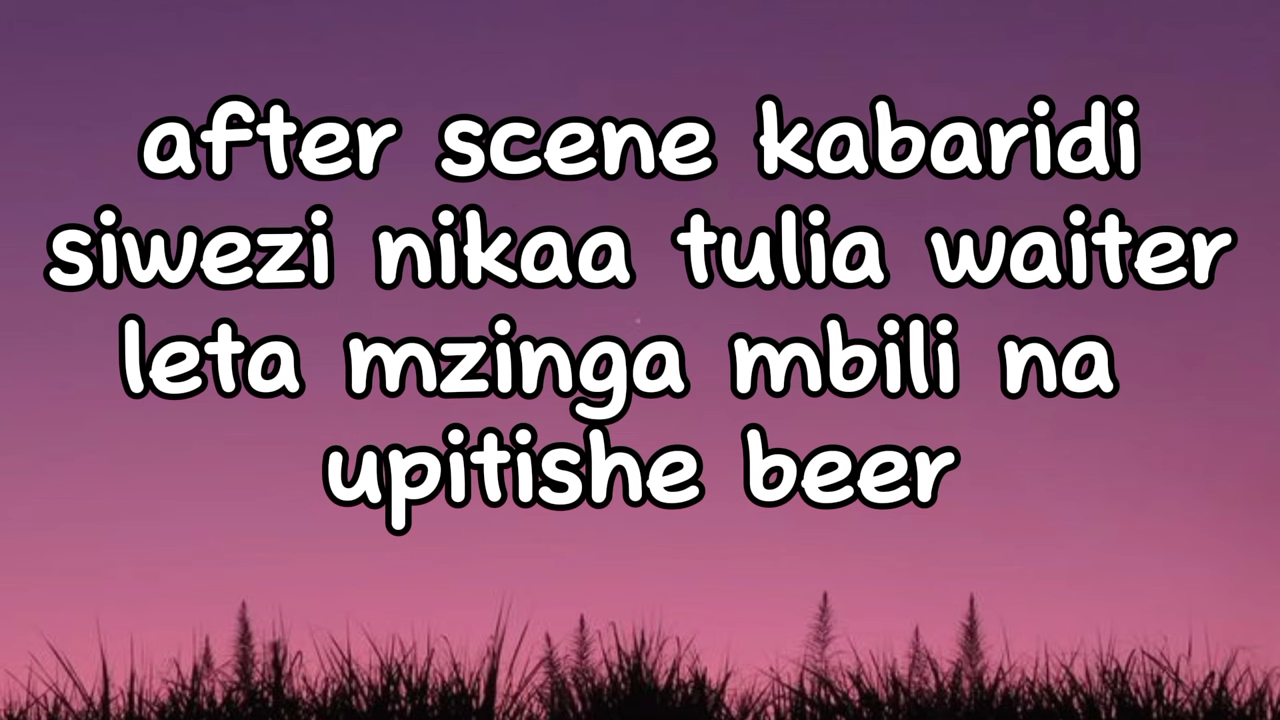 after scene kabaridi
siwezi nikaa tulia waiter
leta mzinga mbili na
upitishe beer